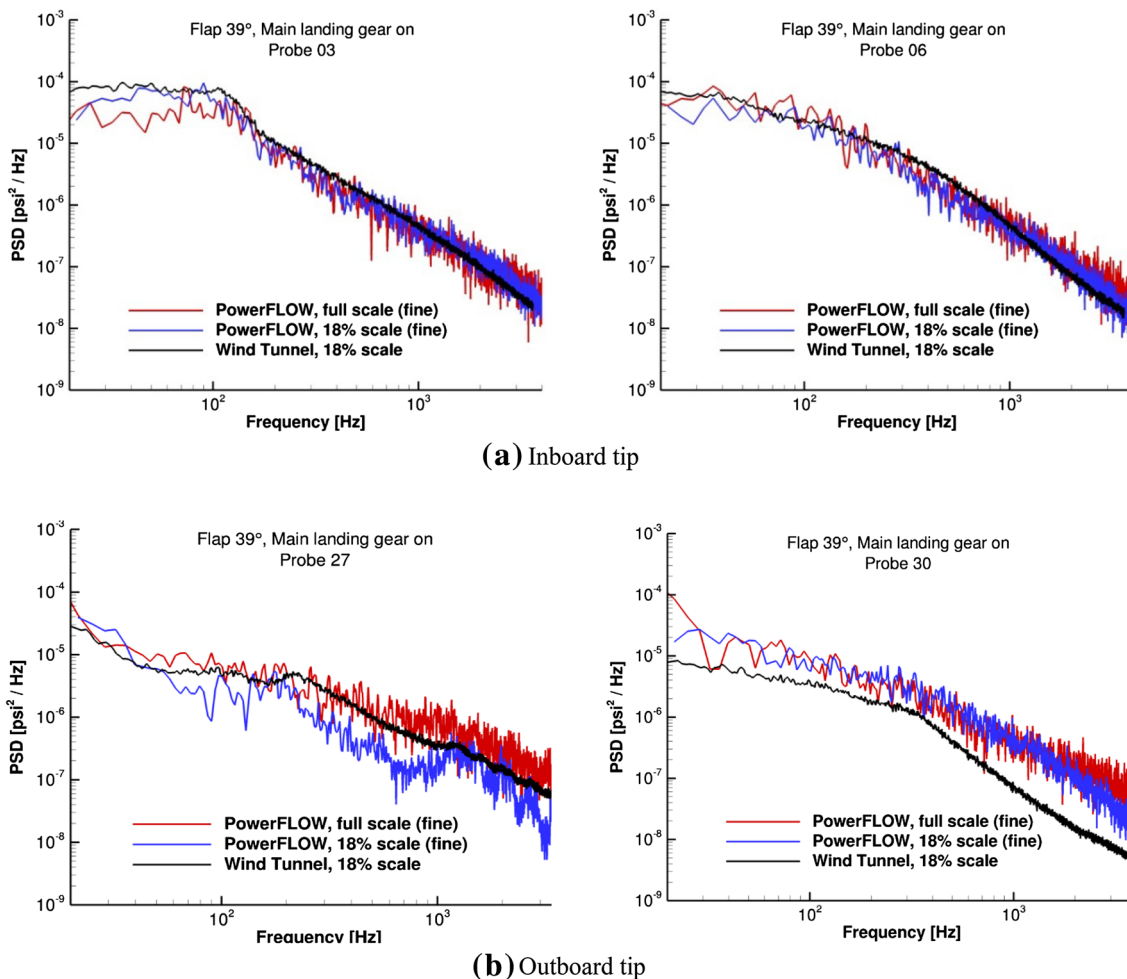 Flap 39°, Main landing gear on
Probe 03
10^-3
10^-4
10^-5
10^-6
10^-7
10^-8
10^-9
PSD [psi² / Hz]
PowerFLOW, full scale (fine)
PowerFLOW, 18% scale (fine)
Wind Tunnel, 18% scale
10²
10³
Frequency [Hz]
Flap 39°, Main landing gear on
Probe 06
10^-3
10^-4
10^-5
10^-6
10^-7
10^-8
10^-9
PSD [psi² / Hz]
PowerFLOW, full scale (fine)
PowerFLOW, 18% scale (fine)
Wind Tunnel, 18% scale
10²
10³
Frequency [Hz]
(a) Inboard tip
Flap 39°, Main landing gear on
Probe 27
10^-3
10^-4
10^-5
10^-6
10^-7
10^-8
10^-9
PSD [psi² / Hz]
PowerFLOW, full scale (fine)
PowerFLOW, 18% scale (fine)
Wind Tunnel, 18% scale
10²
10³
Frequency [Hz]
Flap 39°, Main landing gear on
Probe 30
10^-3
10^-4
10^-5
10^-6
10^-7
10^-8
10^-9
PSD [psi² / Hz]
PowerFLOW, full scale (fine)
PowerFLOW, 18% scale (fine)
Wind Tunnel, 18% scale
10²
10³
Frequency [Hz]
(b) Outboard tip